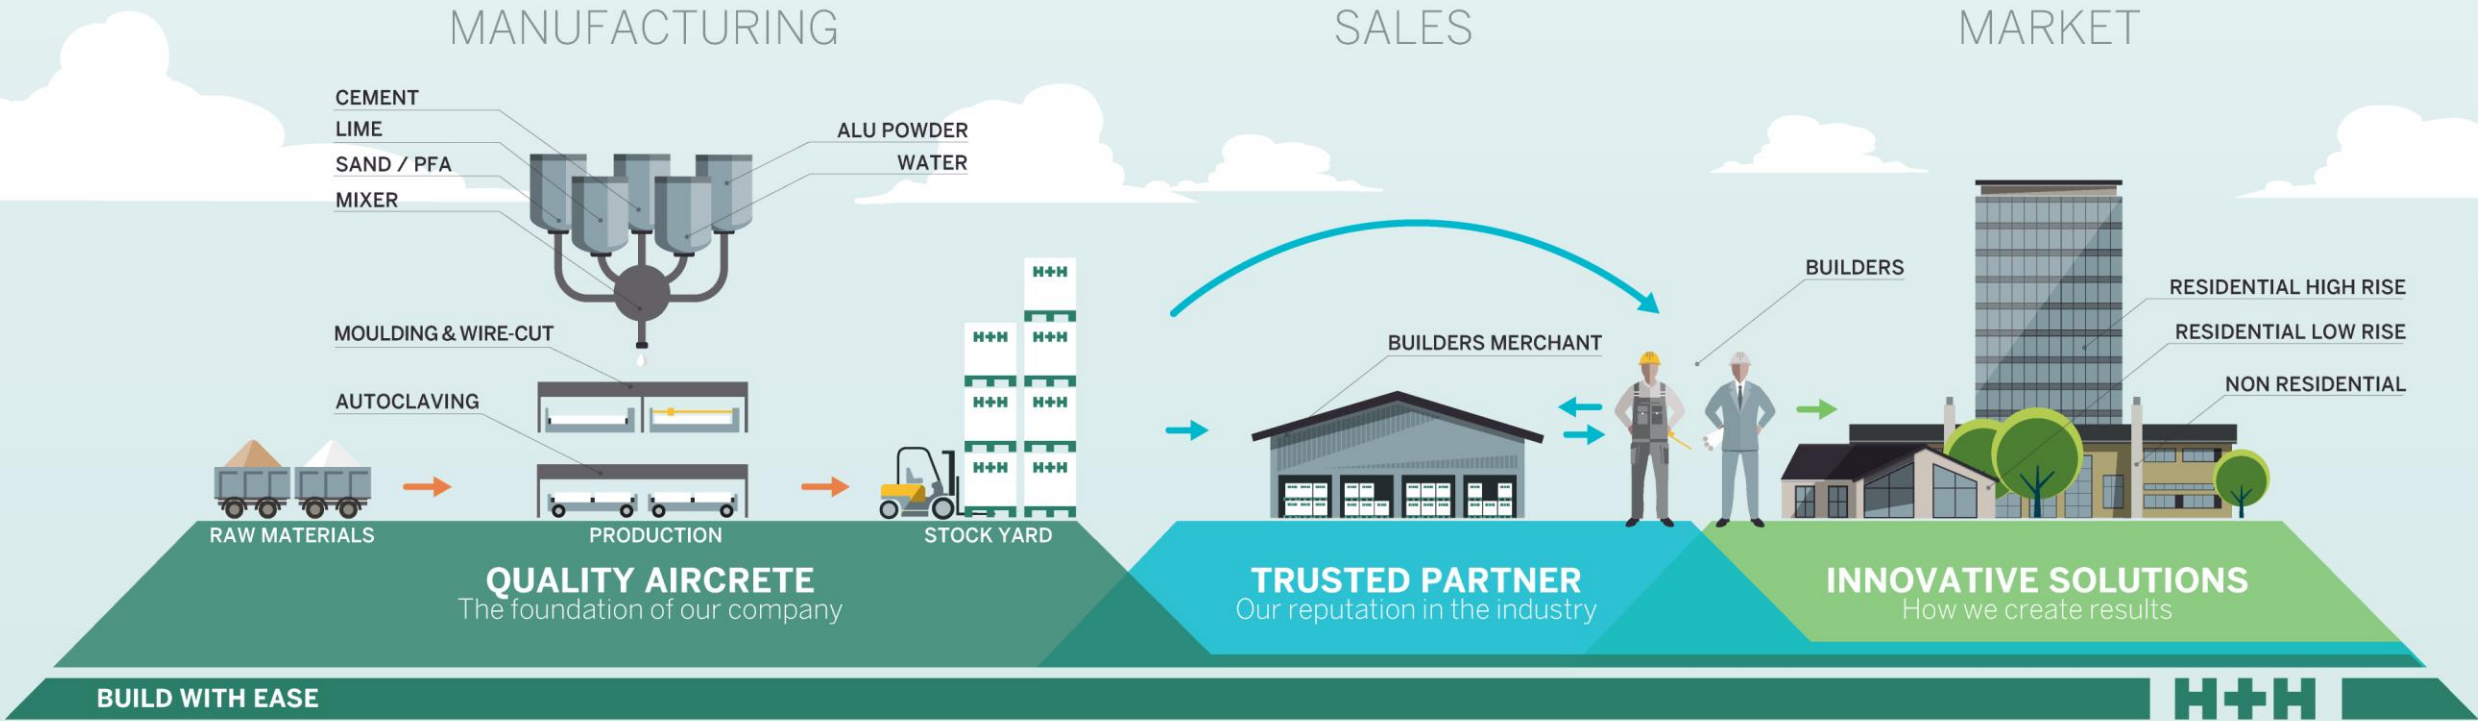 MANUFACTURING
SALES
MARKET
CEMENT
LIME
SAND / PFA
MIXER
ALU POWDER
WATER
MOULDING & WIRE-CUT
AUTOCLAVING
RAW MATERIALS
PRODUCTION
STOCK YARD
H+H
H+H
H+H
H+H
H+H
H+H
H+H
QUALITY AIRCRETE
The foundation of our company
BUILDERS MERCHANT
BUILDERS
TRUSTED PARTNER
Our reputation in the industry
RESIDENTIAL HIGH RISE
RESIDENTIAL LOW RISE
NON RESIDENTIAL
INNOVATIVE SOLUTIONS
How we create results
BUILD WITH EASE
H+H